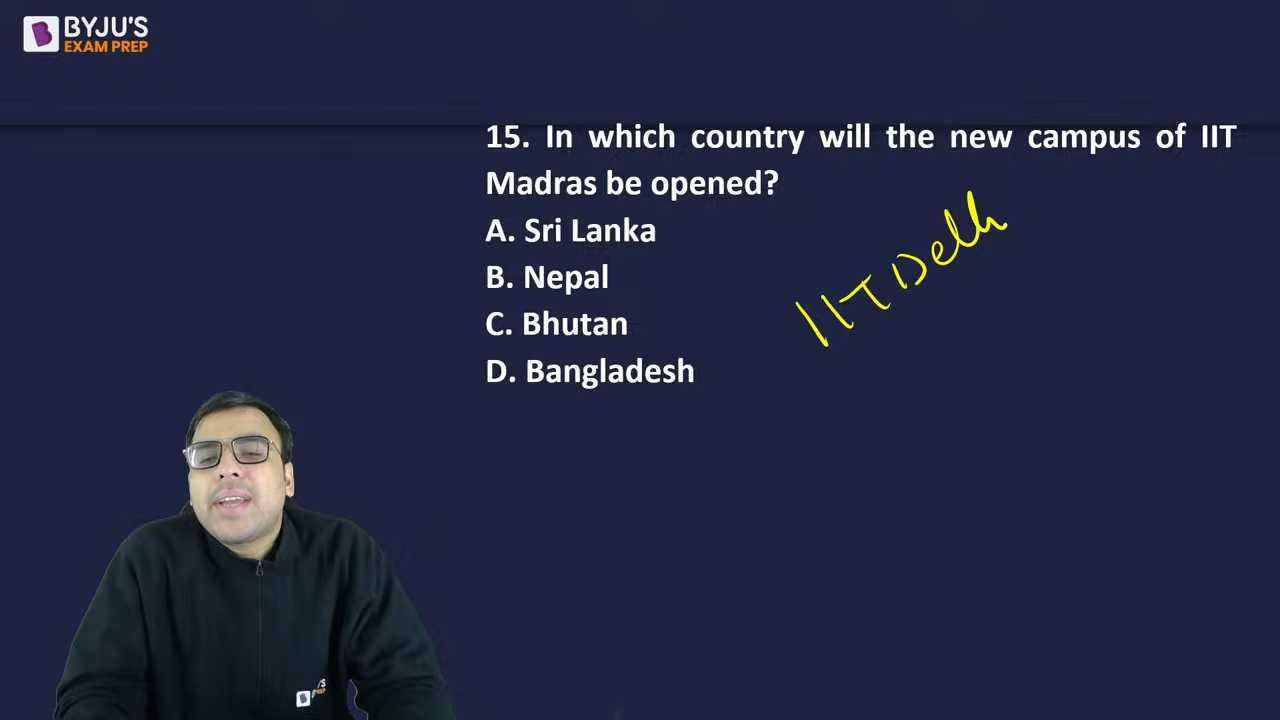 BYJU'S
EXAM PREP
15. In which country will the new campus of IIT
Madras be opened?
A. Sri Lanka
B. Nepal
C. Bhutan
D. Bangladesh
IIT Delh